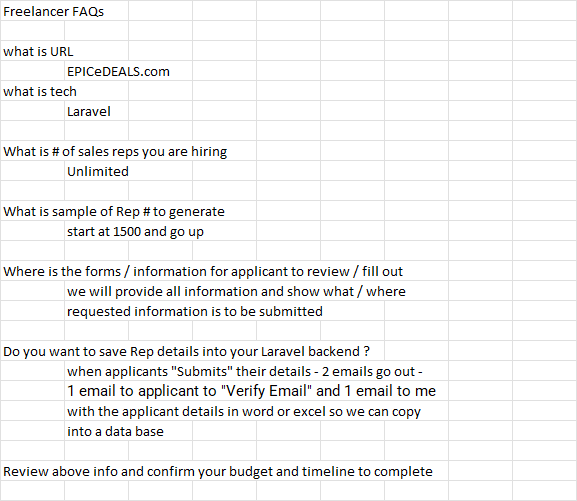 Freelancer FAQs
what is URL
EPICeDEALS.com
what is tech
Laravel
What is # of sales reps you are hiring
Unlimited
What is sample of Rep # to generate
start at 1500 and go up
Where is the forms / information for applicant to review / fill out
we will provide all information and show what / where
requested information is to be submitted
Do you want to save Rep details into your Laravel backend ?
when applicants "Submits" their details - 2 emails go out -
1 email to applicant to "Verify Email" and 1 email to me
with the applicant details in word or excel so we can copy
into a data base
Review above info and confirm your budget and timeline to complete